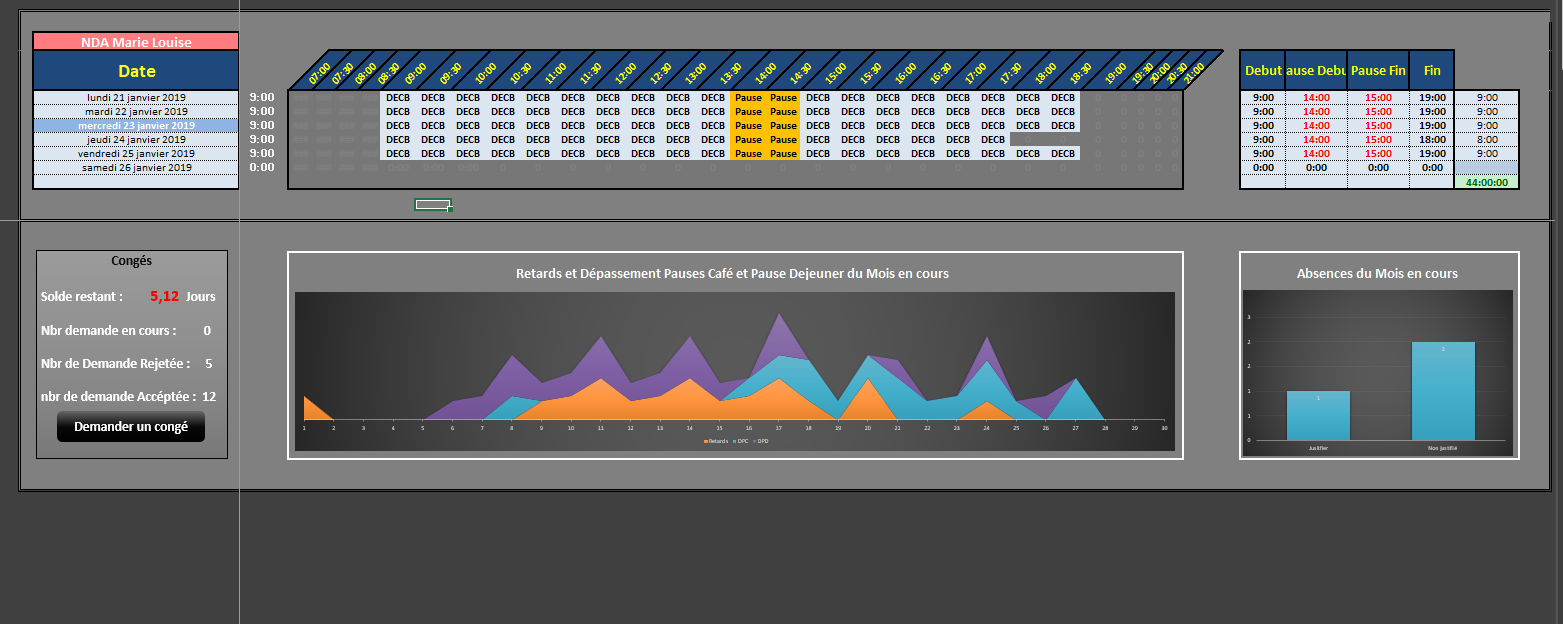 NDA Marie Louise
Date
07:00 07:30 08:00 08:30 09:00 09:30 10:00 10:30 11:00 11:30 12:00 12:30 13:00 13:30 14:00 14:30 15:00 15:30 16:00 16:30 17:00 17:30 18:00 18:30 19:00 19:30 20:00 20:30 21:00
Debut ause Debu Pause Fin Fin
lundi 21 janvier 2019 9:00 DECB DECB DECB DECB DECB DECB DECB DECB DECB DECB Pause Pause DECB DECB DECB DECB DECB DECB DECB DECB 9:00 14:00 15:00 19:00 9:00
mardi 22 janvier 2019 9:00 DECB DECB DECB DECB DECB DECB DECB DECB DECB DECB Pause Pause DECB DECB DECB DECB DECB DECB DECB DECB 9:00 14:00 15:00 19:00 9:00
mercredi 23 janvier 2019 9:00 DECB DECB DECB DECB DECB DECB DECB DECB DECB DECB Pause Pause DECB DECB DECB DECB DECB DECB DECB DECB 9:00 14:00 15:00 19:00 9:00
jeudi 24 janvier 2019 9:00 DECB DECB DECB DECB DECB DECB DECB DECB DECB DECB Pause Pause DECB DECB DECB DECB DECB DECB 9:00 14:00 15:00 18:00 8:00
vendredi 25 janvier 2019 9:00 DECB DECB DECB DECB DECB DECB DECB DECB DECB DECB Pause Pause DECB DECB DECB DECB DECB DECB DECB DECB 9:00 14:00 15:00 19:00 9:00
samedi 26 janvier 2019 0:00 0:00 0:00 0:00 0:00
44:00:00
Congés
Solde restant : 5,12 Jours
Nbr demande en cours : 0
Nbr de Demande Rejetée : 5
nbr de demande Accéptée : 12
Demander un congé
Retards et Dépassement Pauses Café et Pause Dejeuner du Mois en cours
1 2 3 4 5 6 7 8 9 10 11 12 13 14 15 16 17 18 19 20 21 22 23 24 25 26 27 28 29 30
Retards DPC DPD
Absences du Mois en cours
3
2
2
1
1
0
1
2
Justifier Non justifié